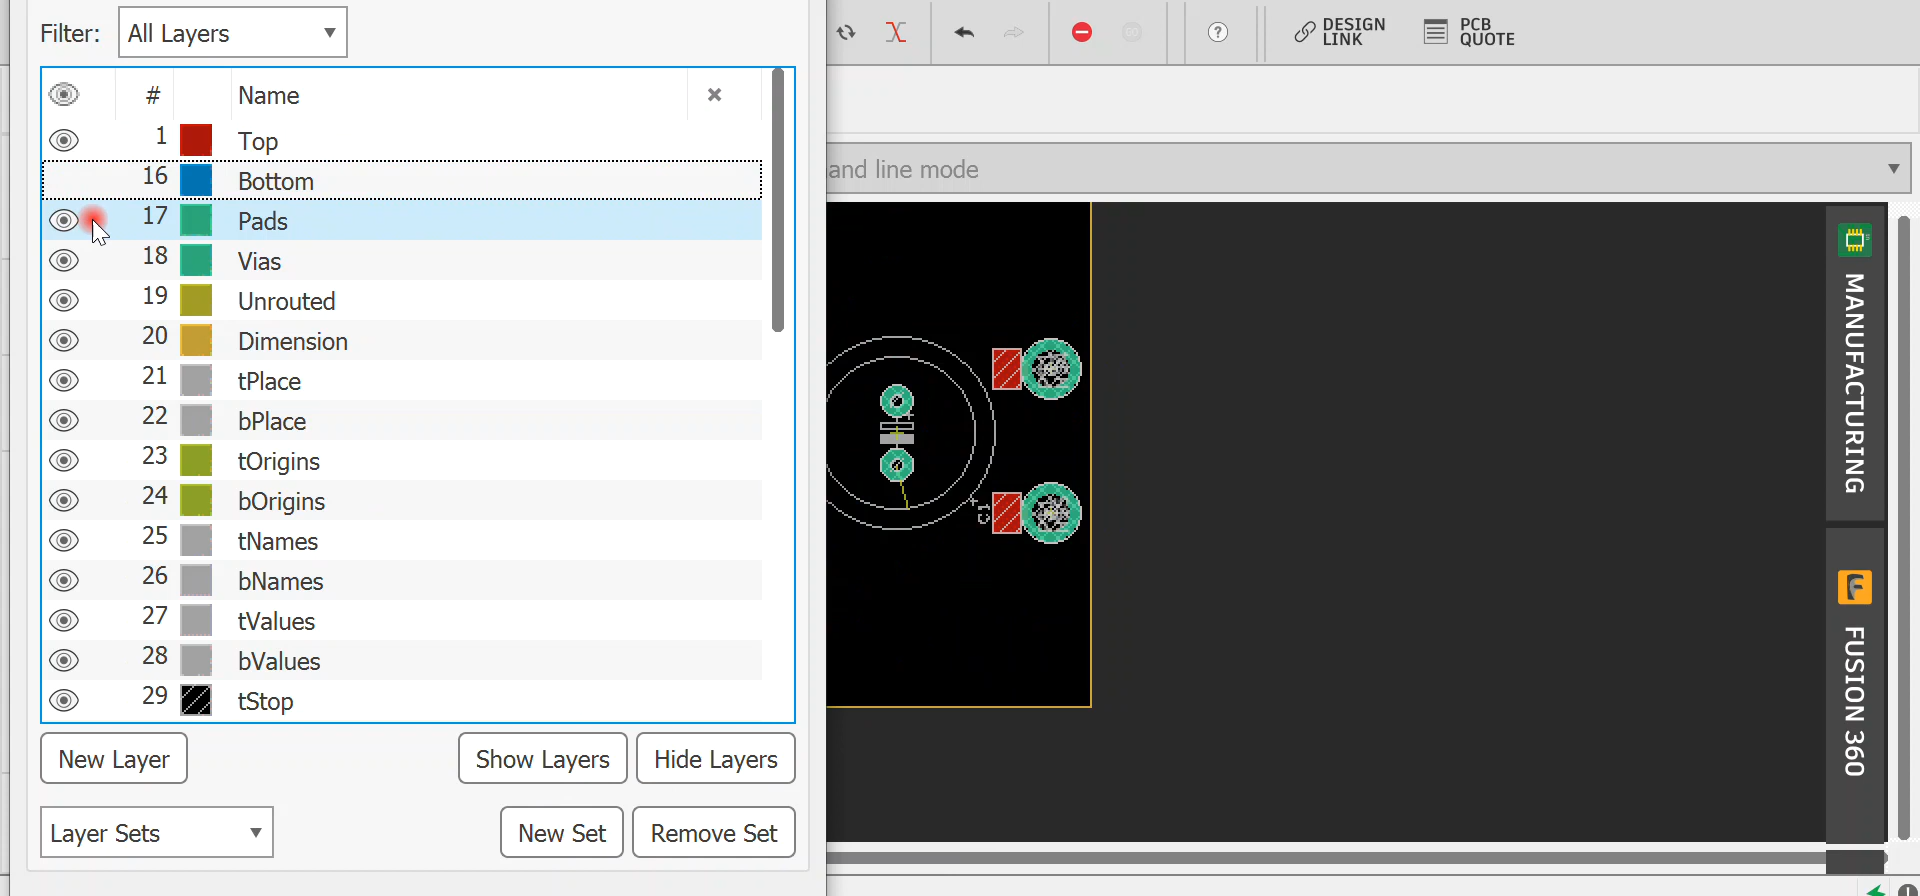 Filter: All Layers
# Name
1 Top
16 Bottom
17 Pads
18 Vias
19 Unrouted
20 Dimension
21 tPlace
22 bPlace
23 tOrigins
24 bOrigins
25 tNames
26 bNames
27 tValues
28 bValues
29 tStop
New Layer Show Layers Hide Layers
Layer Sets New Set Remove Set
DESIGN
LINK
PCB
QUOTE
and line mode
MANUFACTURING
FUSION 360